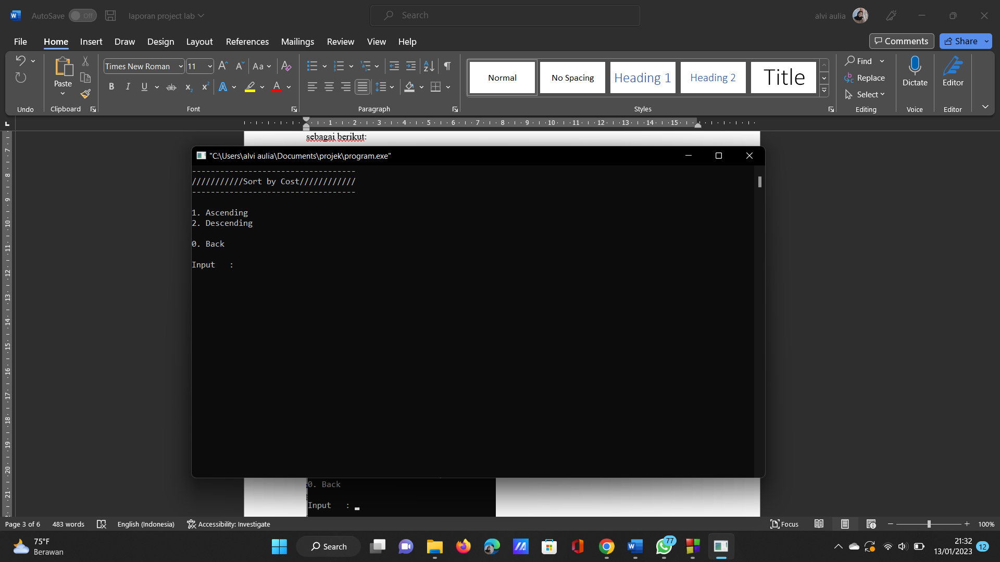 AutoSave Off laporan project lab Search alvi aulia
File Home Insert Draw Design Layout References Mailings Review View Help Comments Share
Times New Roman 11 Aa Normal No Spacing Heading 1 Heading 2 Title Find
Paste Replace Dictate Editor
Select
Undo Clipboard Font Paragraph Styles Editing Voice Editor
1 2 3 4 5 6 7 8 9 10 11 12 13 14 15
7 8 9 10 11 12 13 14 15 16 17 18 19 20 21
sebagai berikut:
"C:\Users\alvi aulia\Documents\projek\program.exe"
-----------------------------------
///////////Sort by Cost////////////
-----------------------------------
1. Ascending
2. Descending
0. Back
Input :
0. Back
Input :
Page 3 of 6 483 words English (Indonesia) Accessibility: Investigate Focus 100%
75°F
Berawan
Search
77
21:32
13/01/2023
12